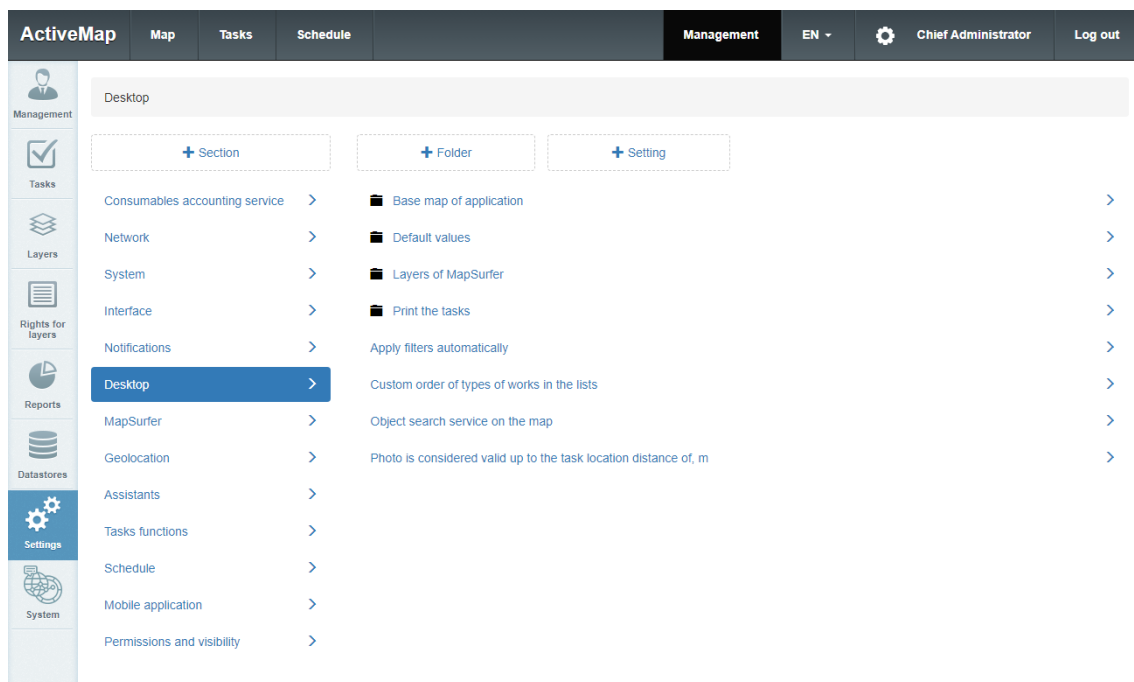 ActiveMap Map Tasks Schedule Management EN Chief Administrator Log out
Management
Tasks
Layers
Rights for
layers
Reports
Datastores
Settings
System
Desktop
+ Section
Consumables accounting service
Network
System
Interface
Notifications
Desktop
MapSurfer
Geolocation
Assistants
Tasks functions
Schedule
Mobile application
Permissions and visibility
+ Folder + Setting
Base map of application
Default values
Layers of MapSurfer
Print the tasks
Apply filters automatically
Custom order of types of works in the lists
Object search service on the map
Photo is considered valid up to the task location distance of, m